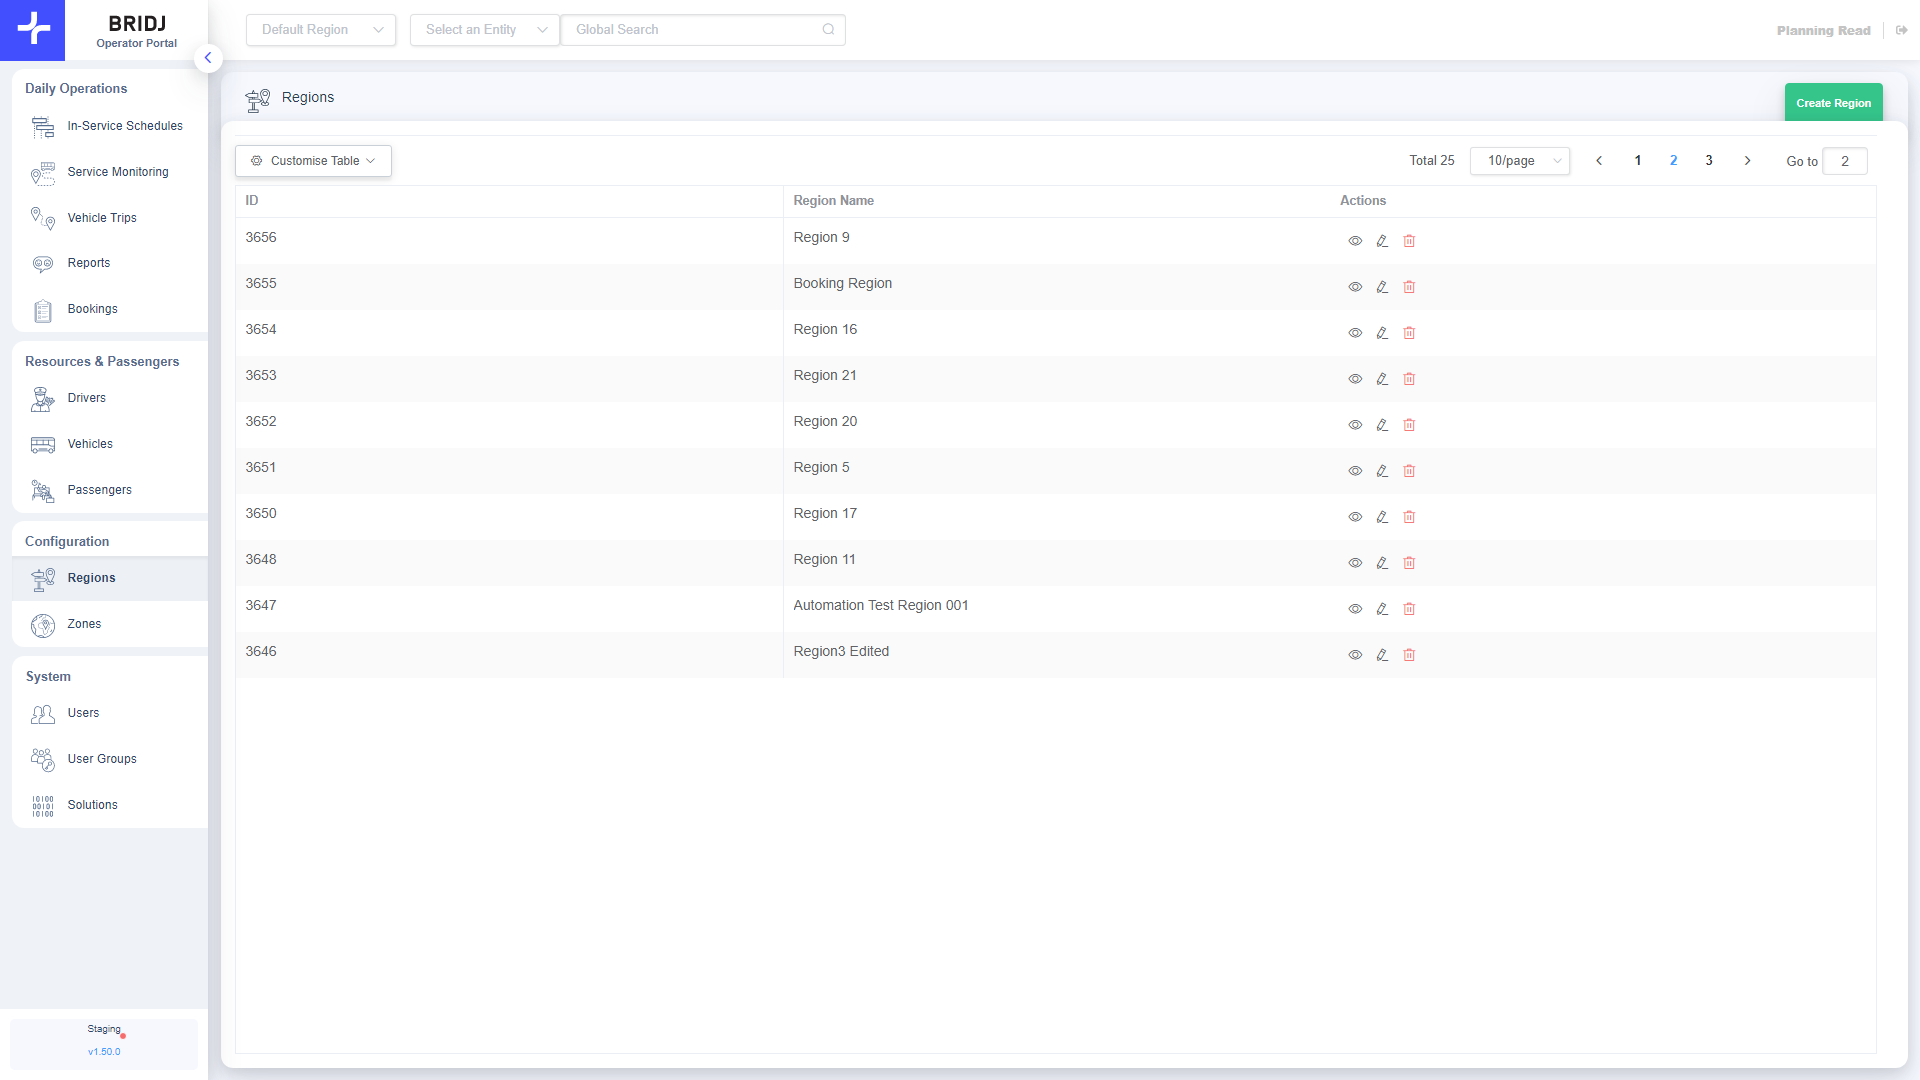 BRIDJ
Operator Portal
Default Region
Select an Entity
Global Search
Planning Read
Daily Operations
In-Service Schedules
Service Monitoring
Vehicle Trips
Reports
Bookings
Resources & Passengers
Drivers
Vehicles
Passengers
Configuration
Regions
Zones
System
Users
User Groups
Solutions
Staging
v1.50.0
Regions
Create Region
Customise Table
Total 25
10/page
1 2 3
Go to 2
ID Region Name Actions
3656 Region 9
3655 Booking Region
3654 Region 16
3653 Region 21
3652 Region 20
3651 Region 5
3650 Region 17
3648 Region 11
3647 Automation Test Region 001
3646 Region3 Edited